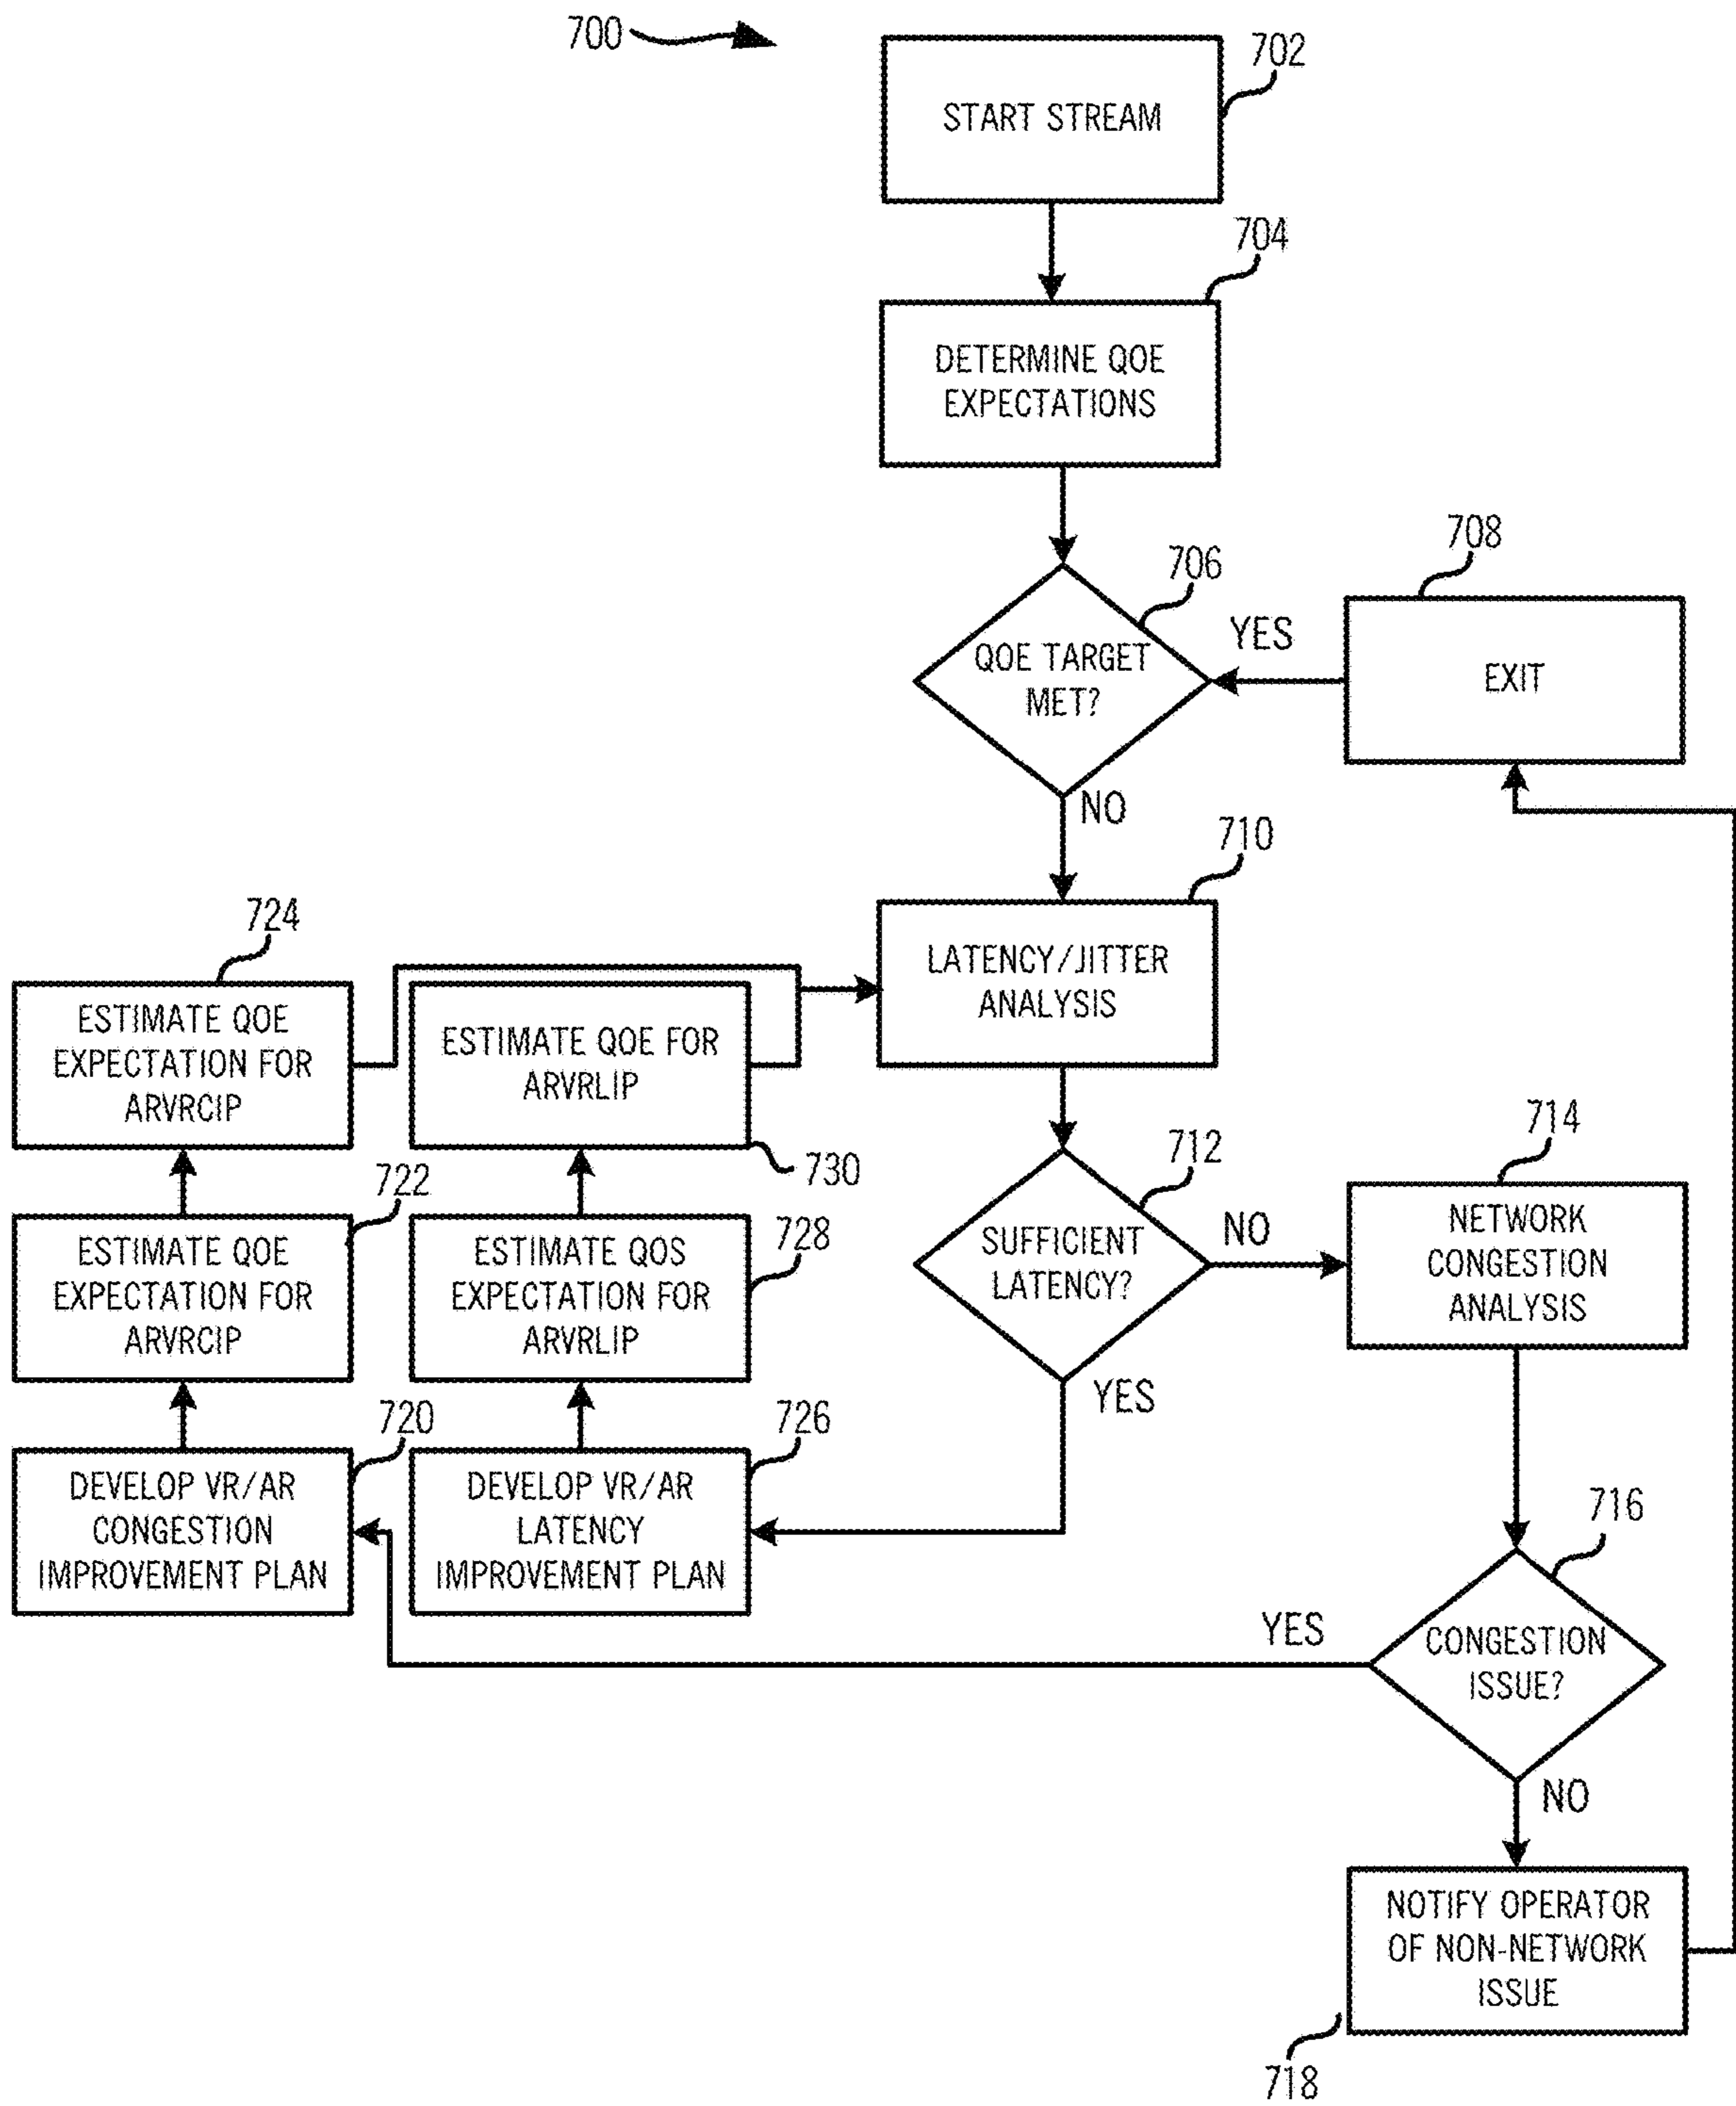 700
702
START STREAM
704
DETERMINE QOE
EXPECTATIONS
706
708
QOE TARGET
MET?
YES
EXIT
NO
710
LATENCY/JITTER
ANALYSIS
724
ESTIMATE QOE
EXPECTATION FOR
ARVRCIP
ESTIMATE QOE FOR
ARVRLIP
730
712
714
SUFFICIENT
LATENCY?
NO
NETWORK
CONGESTION
ANALYSIS
722
ESTIMATE QOE
EXPECTATION FOR
ARVRCIP
728
ESTIMATE QOS
EXPECTATION FOR
ARVRLIP
YES
720
DEVELOP VR/AR
CONGESTION
IMPROVEMENT PLAN
726
DEVELOP VR/AR
LATENCY
IMPROVEMENT PLAN
716
YES
CONGESTION
ISSUE?
NO
NOTIFY OPERATOR
OF NON-NETWORK
ISSUE
718